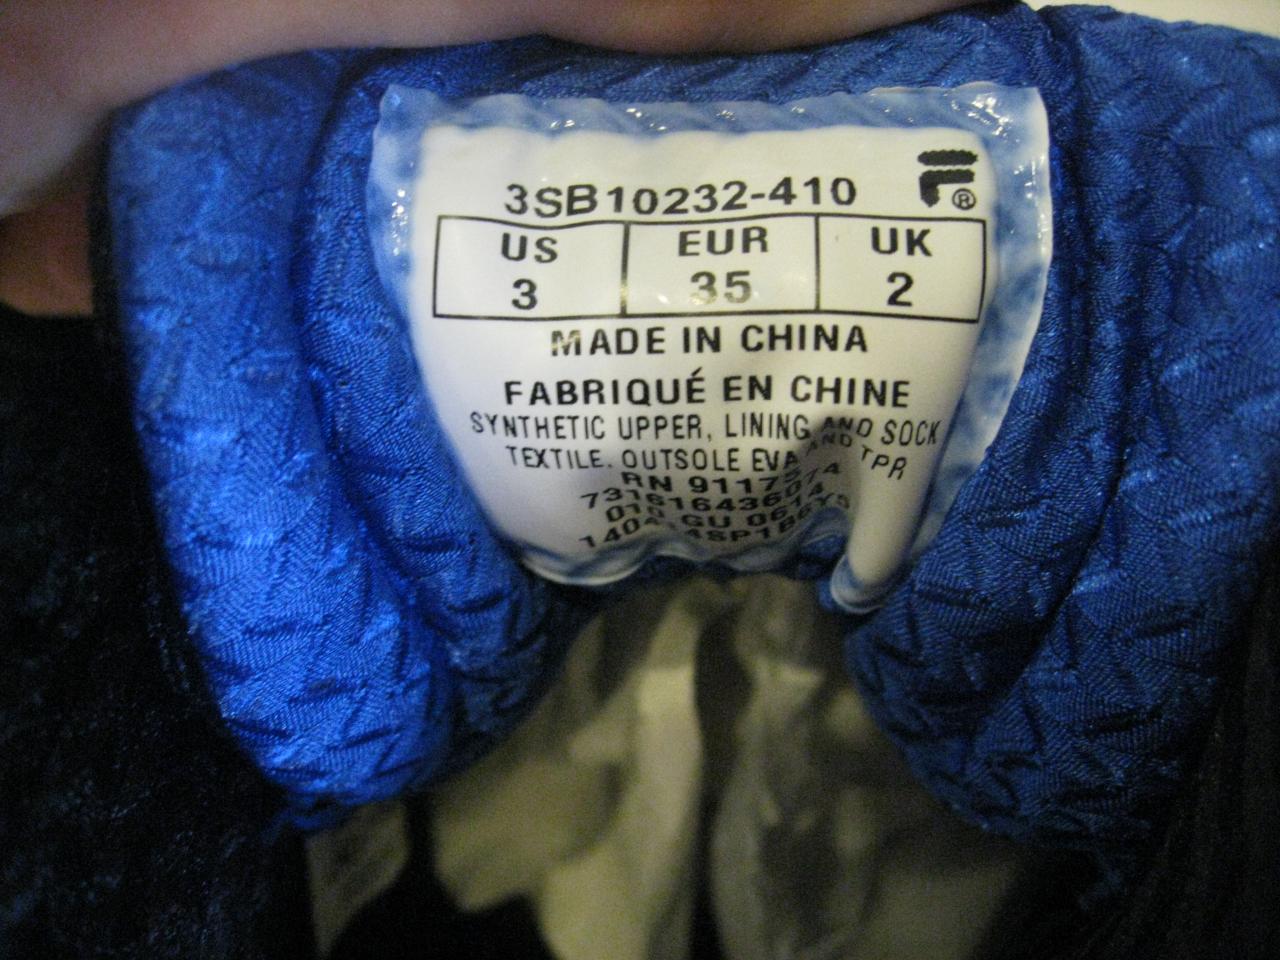 3SB10232-410
US EUR UK
3 35 2
MADE IN CHINA
FABRIQUÉ EN CHINE
SYNTHETIC UPPER, LINING AND SOCK
TEXTILE. OUTSOLE EVA AND TPR
RN
GU